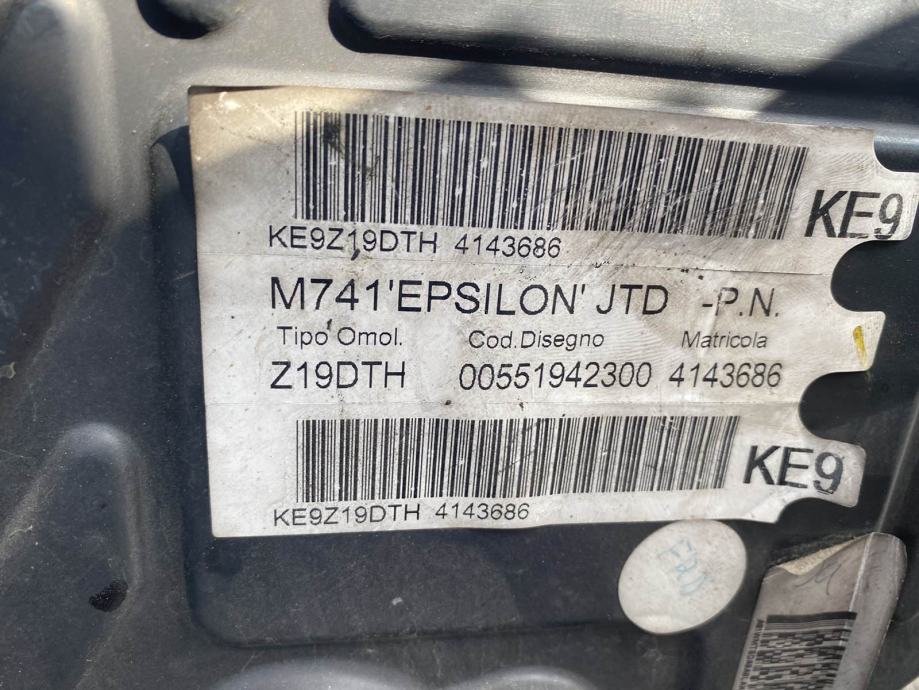 KE9
KE9Z19DTH 4143686
M741'EPSILON' JTD -P.N.
Tipo Omol. Cod.Disegno Matricola
Z19DTH 00551942300 4143686
KE9
KE9Z19DTH 4143686